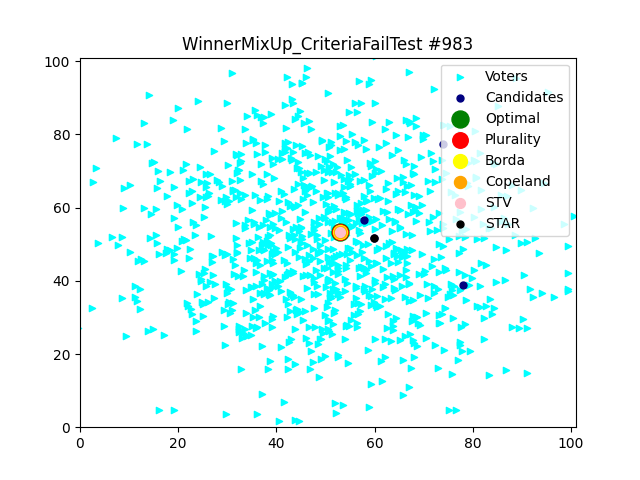 WinnerMixUp_CriteriaFailTest #983
100
80
60
40
20
0
0
20
40
60
80
100
Voters
Candidates
Optimal
Plurality
Borda
Copeland
STV
STAR